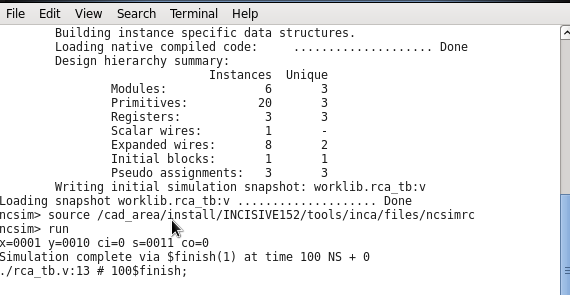 File Edit View Search Terminal Help
Building instance specific data structures.
Loading native compiled code:     .................... Done
Design hierarchy summary:
Instances  Unique
Modules:                6       3
Primitives:            20       3
Registers:              3       3
Scalar wires:           1       -
Expanded wires:         8       2
Initial blocks:         1       1
Pseudo assignments:     3       3
Writing initial simulation snapshot: worklib.rca_tb:v
Loading snapshot worklib.rca_tb:v .................... Done
ncsim> source /cad_area/install/INCISIVE152/tools/inca/files/ncsimrc
ncsim> run
x=0001 y=0010 ci=0 s=0011 co=0
Simulation complete via $finish(1) at time 100 NS + 0
./rca_tb.v:13 # 100$finish;